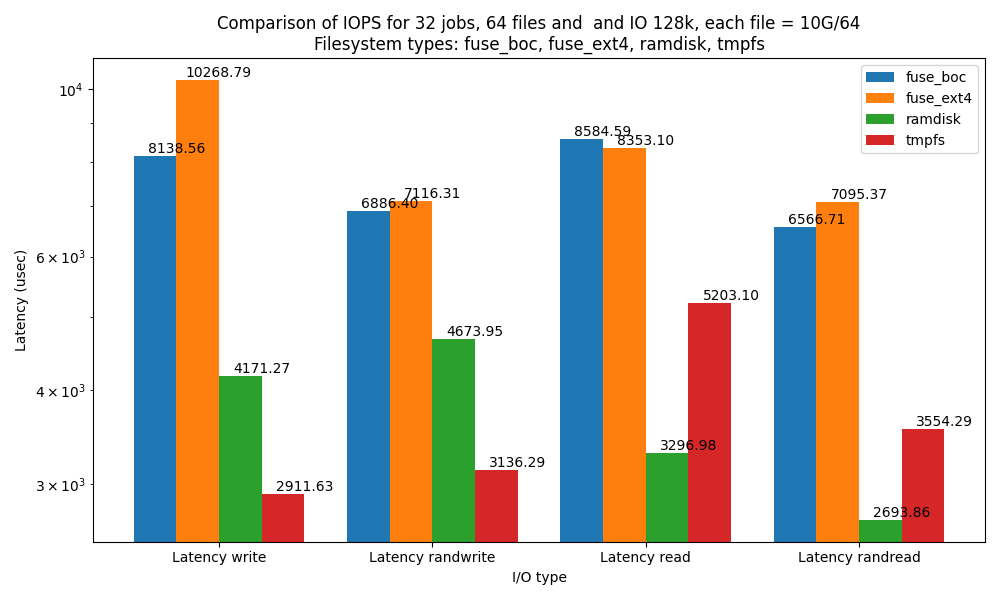 Comparison of IOPS for 32 jobs, 64 files and  and IO 128k, each file = 10G/64
Filesystem types: fuse_boc, fuse_ext4, ramdisk, tmpfs
fuse_boc
fuse_ext4
ramdisk
tmpfs
Latency (usec)
10⁴
6 × 10³
4 × 10³
3 × 10³
8138.56
10268.79
4171.27
2911.63
6886.40
7116.31
4673.95
3136.29
8584.59
8353.10
3296.98
5203.10
6566.71
7095.37
2693.86
3554.29
Latency write
Latency randwrite
Latency read
Latency randread
I/O type